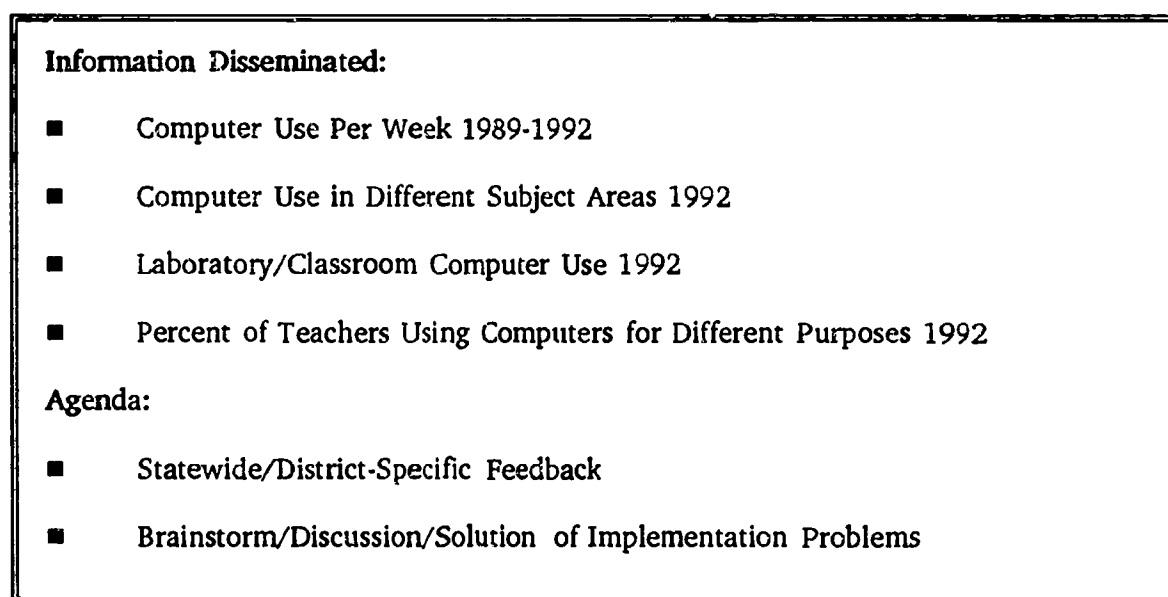 Information Disseminated:
■ Computer Use Per Week 1989-1992
■ Computer Use in Different Subject Areas 1992
■ Laboratory/Classroom Computer Use 1992
■ Percent of Teachers Using Computers for Different Purposes 1992
Agenda:
■ Statewide/District-Specific Feedback
■ Brainstorm/Discussion/Solution of Implementation Problems